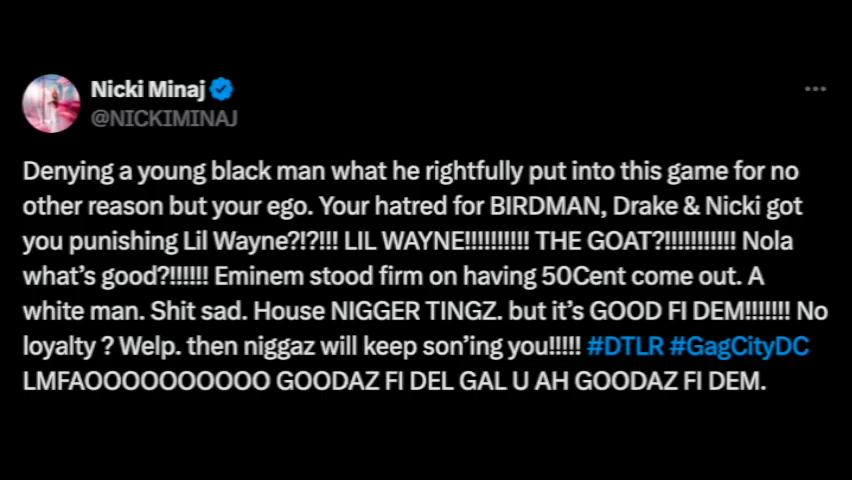 Nicki Minaj
@NICKIMINAJ
Denying a young black man what he rightfully put into this game for no
other reason but your ego. Your hatred for BIRDMAN, Drake & Nicki got
you punishing Lil Wayne?!?!!! LIL WAYNE!!!!!!!!!! THE GOAT?!!!!!!!!!!! Nola
what's good?!!!!!! Eminem stood firm on having 50Cent come out. A
white man. Shit sad. House NIGGER TINGZ. but it's GOOD FI DEM!!!!!!! No
loyalty ? Welp. then niggaz will keep son'ing you!!!!! #DTLR #GagCityDC
LMFAOOOOOOOOOO GOODAZ FI DEL GAL U AH GOODAZ FI DEM.